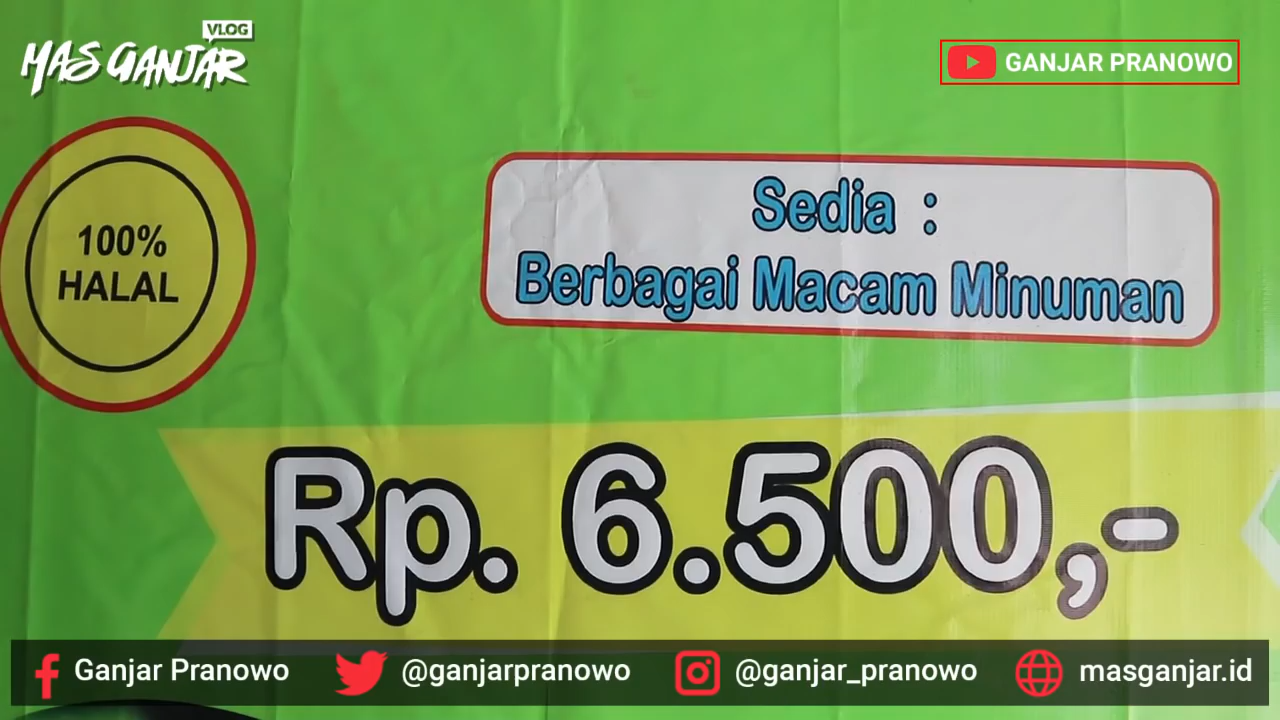 VLOG
MAS GANJAR
GANJAR PRANOWO
100%
HALAL
Sedia :
Berbagai Macam Minuman
Rp. 6.500,-
Ganjar Pranowo
@ganjarpranowo
@ganjar_pranowo
masganjar.id